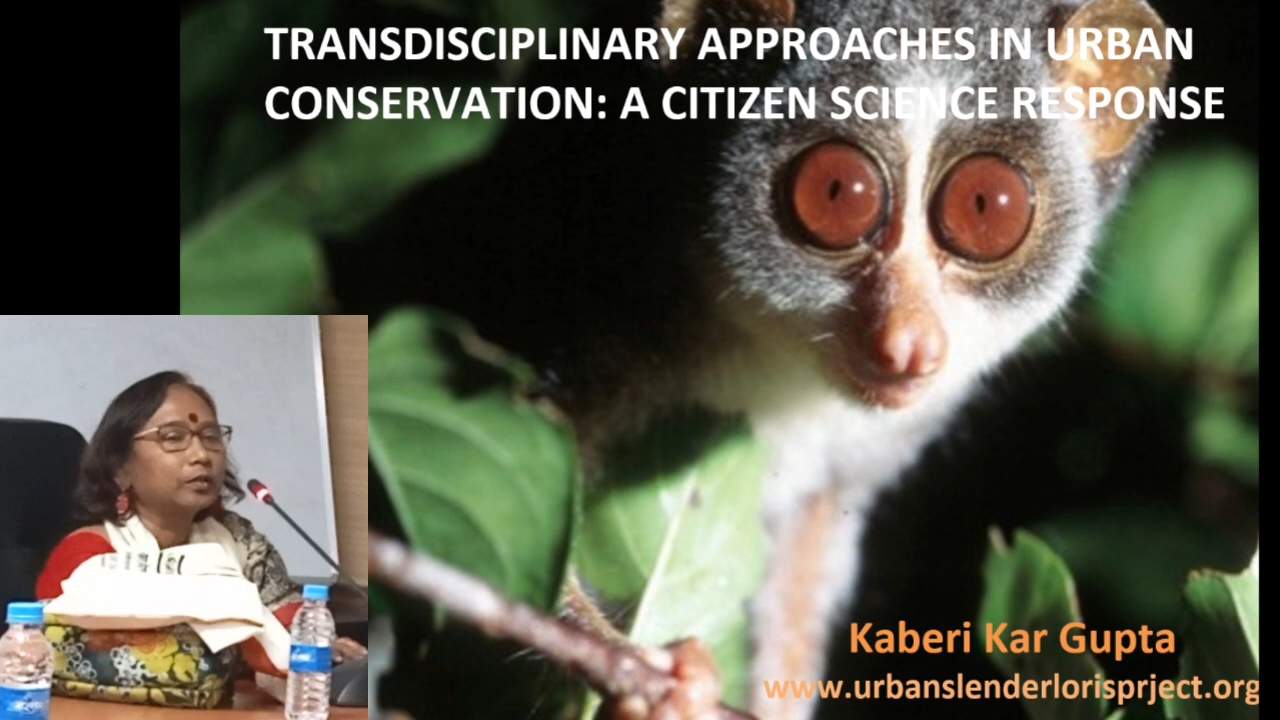 TRANSDISCIPLINARY APPROACHES IN URBAN
CONSERVATION: A CITIZEN SCIENCE RESPONSE
Kaberi Kar Gupta
www.urbanslenderlorisprject.org